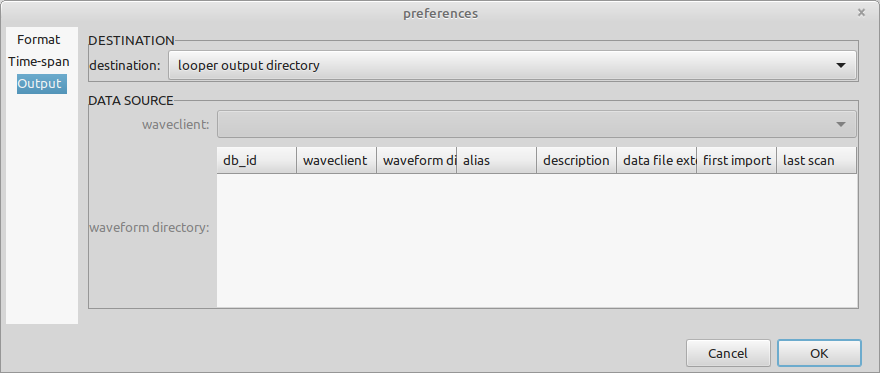 preferences
Format
Time-span
Output
DESTINATION
destination: looper output directory
DATA SOURCE
waveclient:
db_id waveclient waveform di alias description data file exte first import last scan
waveform directory:
Cancel OK